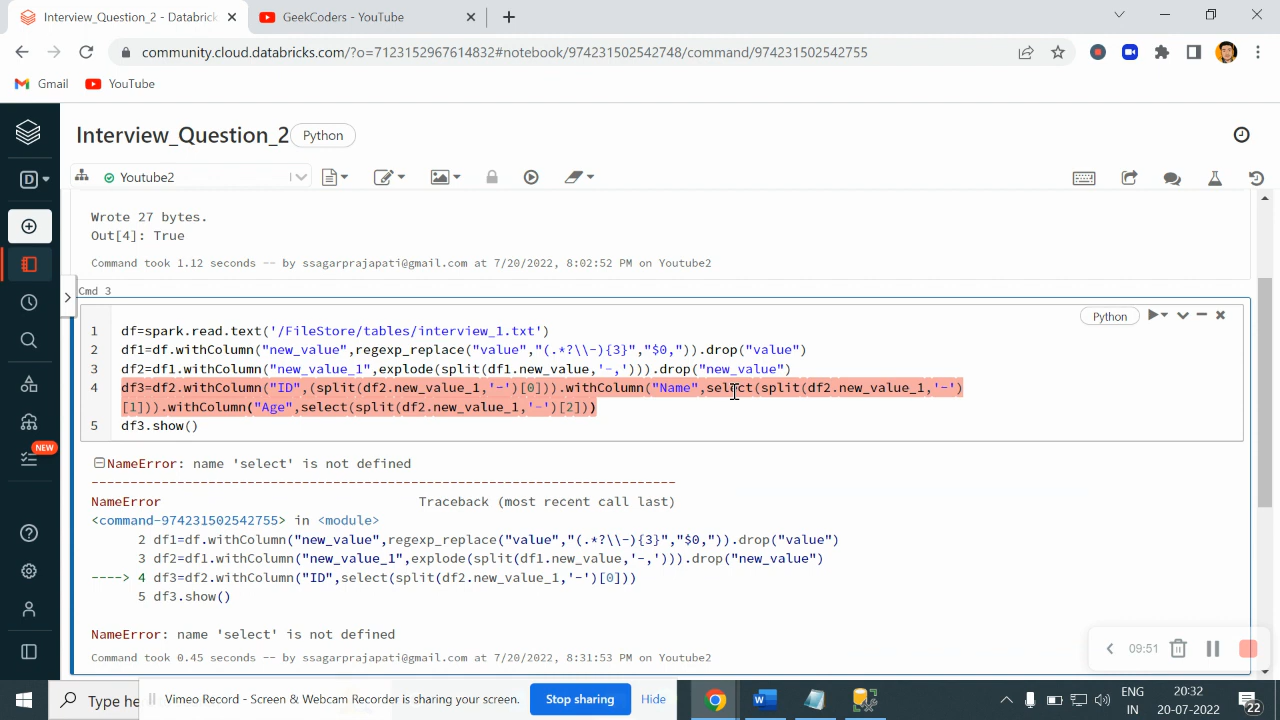 Interview_Question_2 - Databrick
GeekCoders - YouTube
community.cloud.databricks.com/?o=7123152967614832#notebook/974231502542748/command/974231502542755
Gmail
YouTube
Interview_Question_2
Python
D
Youtube2
Wrote 27 bytes.
Out[4]: True
Command took 1.12 seconds -- by ssagarprajapati@gmail.com at 7/20/2022, 8:02:52 PM on Youtube2
Cmd 3
Python
1 df=spark.read.text('/FileStore/tables/interview_1.txt')
2 df1=df.withColumn("new_value",regexp_replace("value","(.*?\\-){3}","$0,")).drop("value")
3 df2=df1.withColumn("new_value_1",explode(split(df1.new_value,'-,'))).drop("new_value")
4 df3=df2.withColumn("ID",(split(df2.new_value_1,'-')[0])).withColumn("Name",select(split(df2.new_value_1,'-')
[1])).withColumn("Age",select(split(df2.new_value_1,'-')[2]))
5 df3.show()
NEW
NameError: name 'select' is not defined
---------------------------------------------------------------------------
NameError Traceback (most recent call last)
<command-974231502542755> in <module>
2 df1=df.withColumn("new_value",regexp_replace("value","(.*?\\-){3}","$0,")).drop("value")
3 df2=df1.withColumn("new_value_1",explode(split(df1.new_value,'-,'))).drop("new_value")
----> 4 df3=df2.withColumn("ID",select(split(df2.new_value_1,'-')[0]))
5 df3.show()
NameError: name 'select' is not defined
Command took 0.45 seconds -- by ssagarprajapati@gmail.com at 7/20/2022, 8:31:53 PM on Youtube2
09:51
Type he
Vimeo Record - Screen & Webcam Recorder is sharing your screen.
Stop sharing
Hide
ENG
IN
20:32
20-07-2022
22